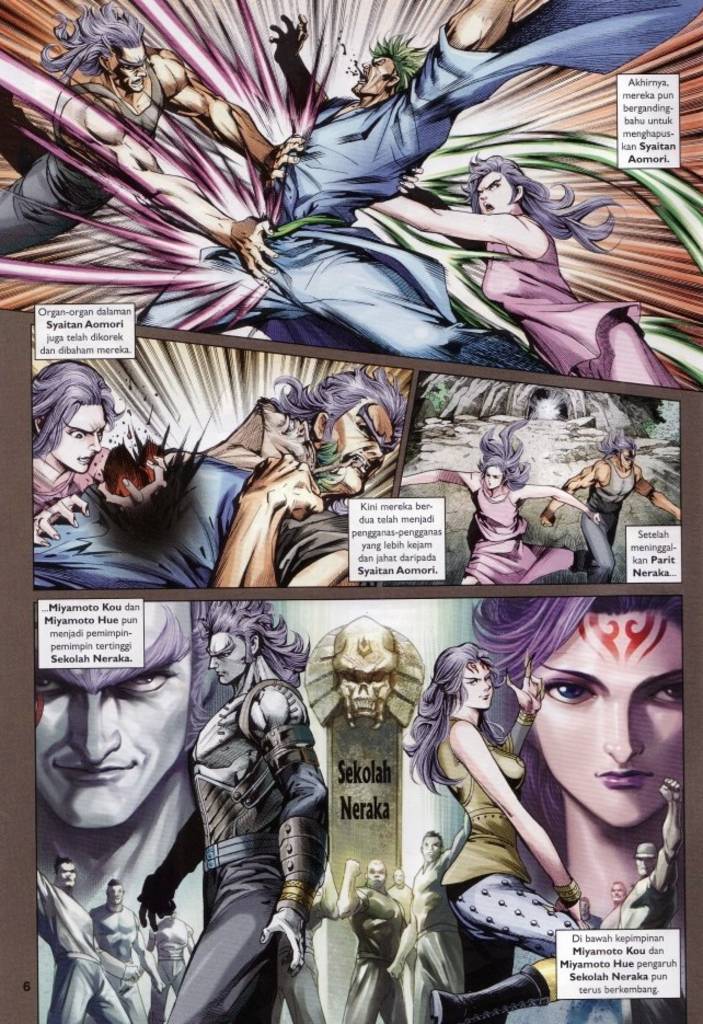 Akhirnya,
mereka pun
berganding-
bahu untuk
menghapus-
kan Syaitan
Aomori.
Organ-organ dalaman
Syaitan Aomori
juga telah dikorek
dan dibaham mereka.
Kini mereka ber-
dua telah menjadi
pengganas-pengganas
yang lebih kejam
dan jahat daripada
Syaitan Aomori.
Setelah
meninggal-
kan Parit
Neraka...
...Miyamoto Kou dan
Miyamoto Hue pun
menjadi pemimpin-
pemimpin tertinggi
Sekolah Neraka.
Sekolah
Neraka
Di bawah kepimpinan
Miyamoto Kou dan
Miyamoto Hue pengaruh
Sekolah Neraka pun
terus berkembang.
6